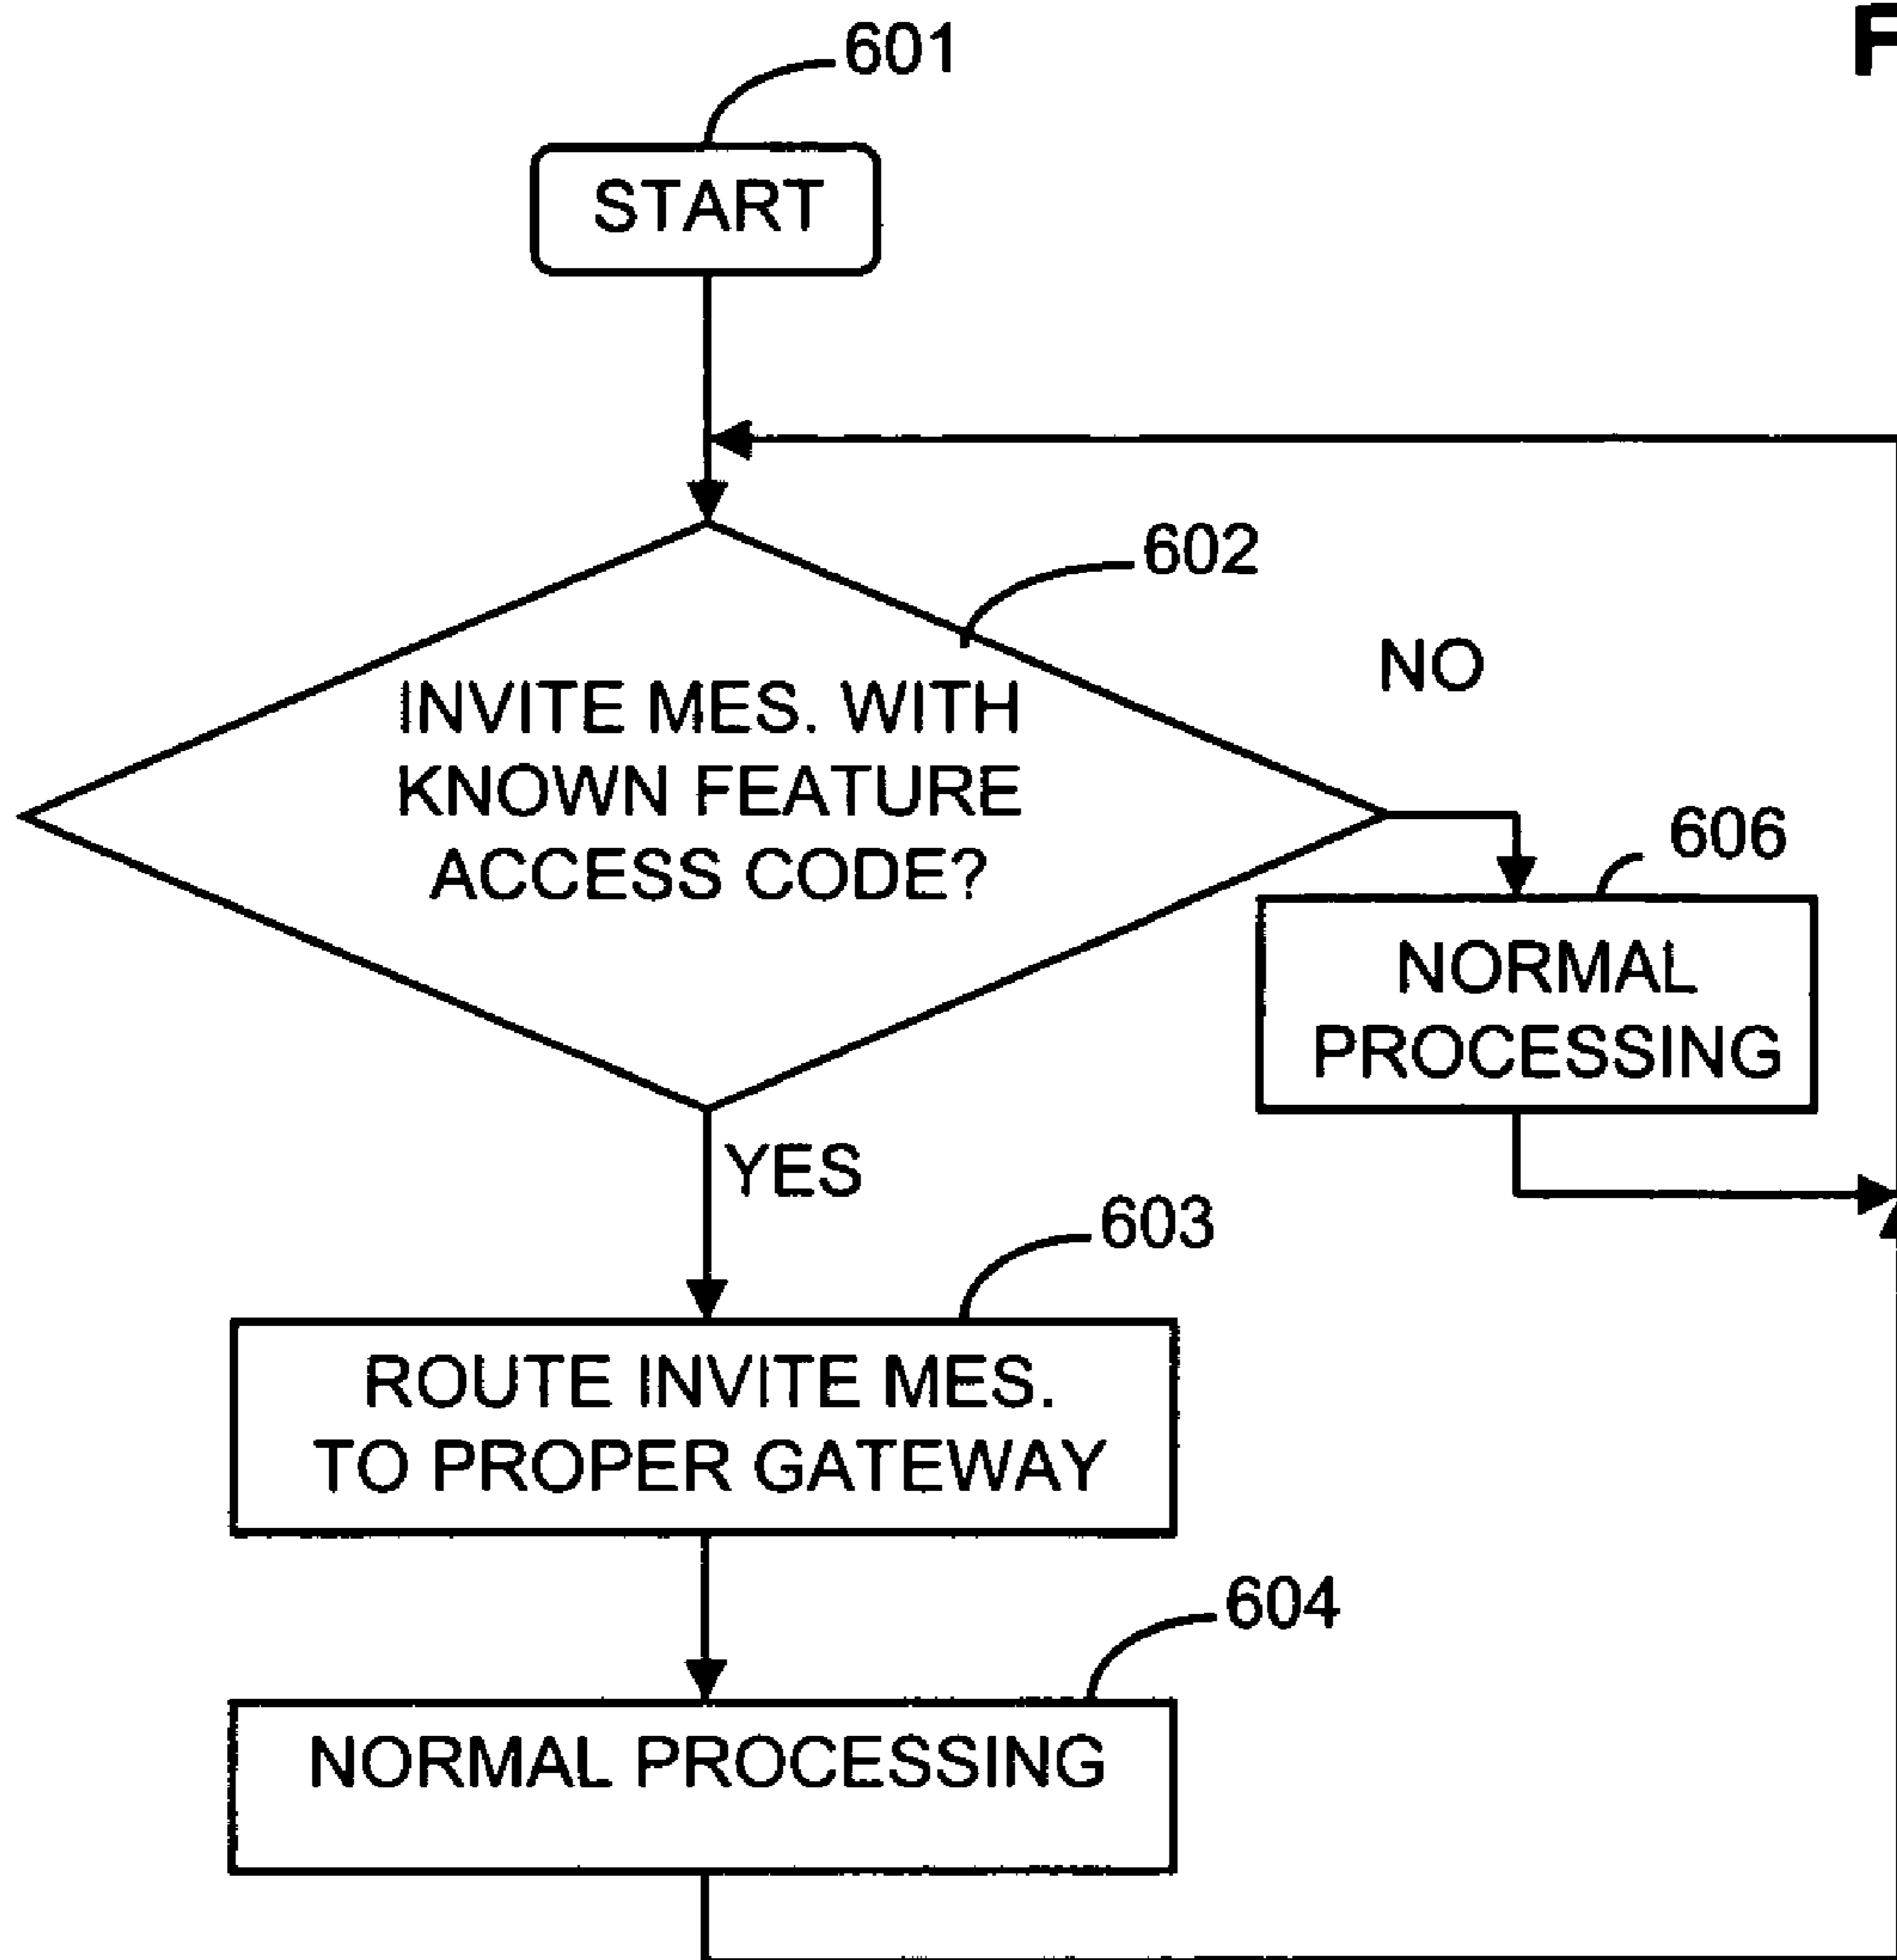 601
START
602
INVITE MES. WITH
KNOWN FEATURE
ACCESS CODE?
NO
606
NORMAL
PROCESSING
YES
603
ROUTE INVITE MES.
TO PROPER GATEWAY
604
NORMAL PROCESSING